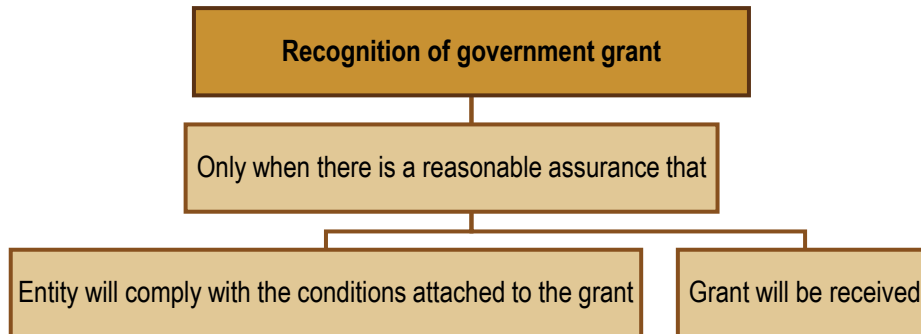 Recognition of government grant
Only when there is a reasonable assurance that
Entity will comply with the conditions attached to the grant
Grant will be received